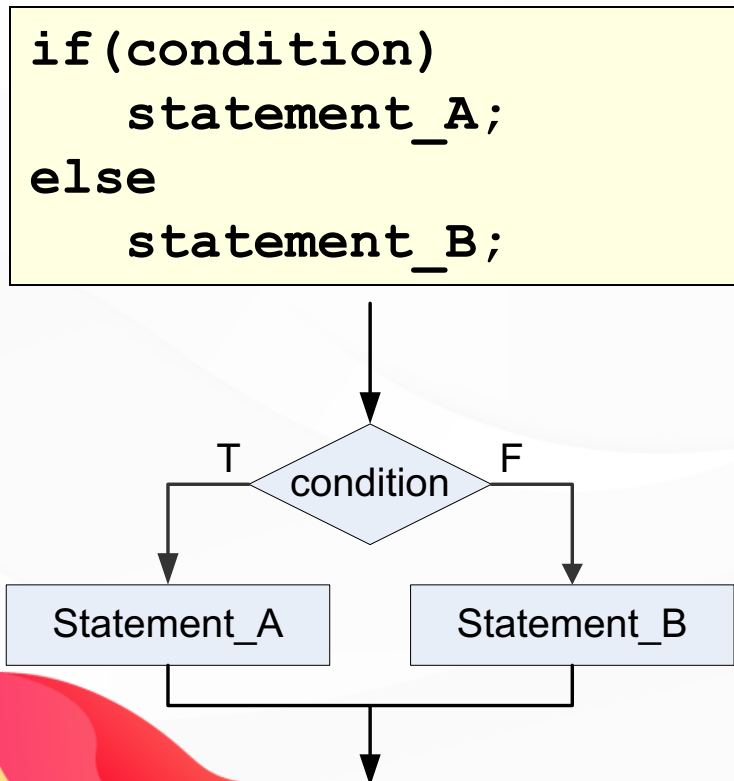 if(condition)
statement_A;
else
statement_B;
T
F
condition
Statement_A
Statement_B